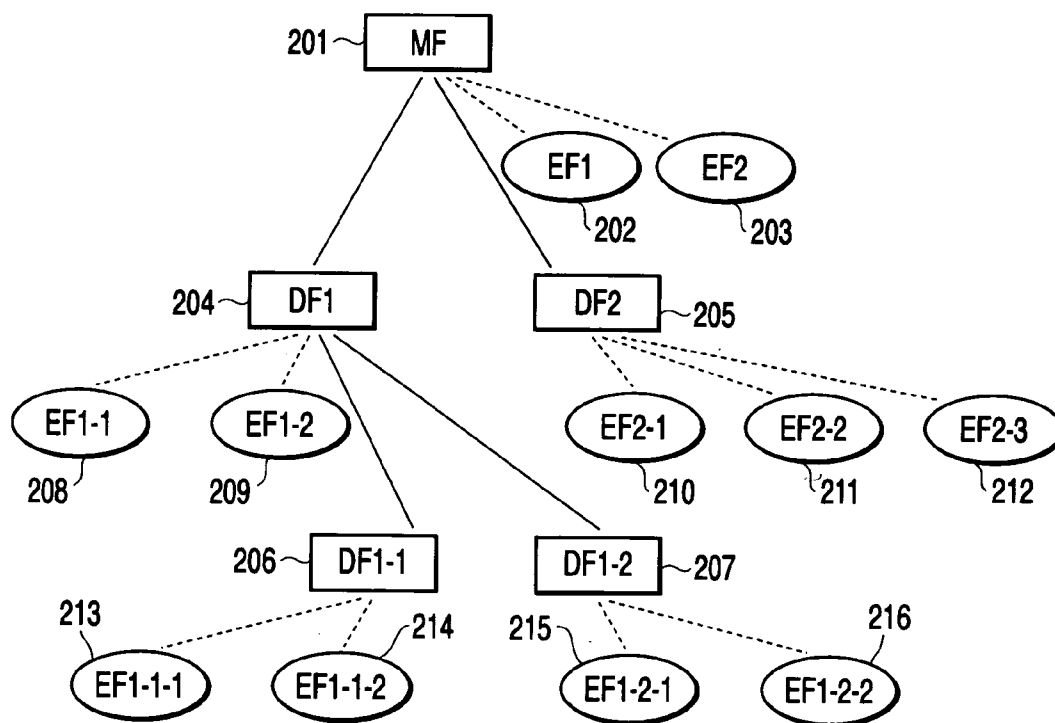 201 MF
EF1 EF2
202 203
204 DF1 DF2 205
EF1-1 EF1-2 EF2-1 EF2-2 EF2-3
208 209 210 211 212
206 DF1-1 DF1-2 207
213 214 215 216
EF1-1-1 EF1-1-2 EF1-2-1 EF1-2-2